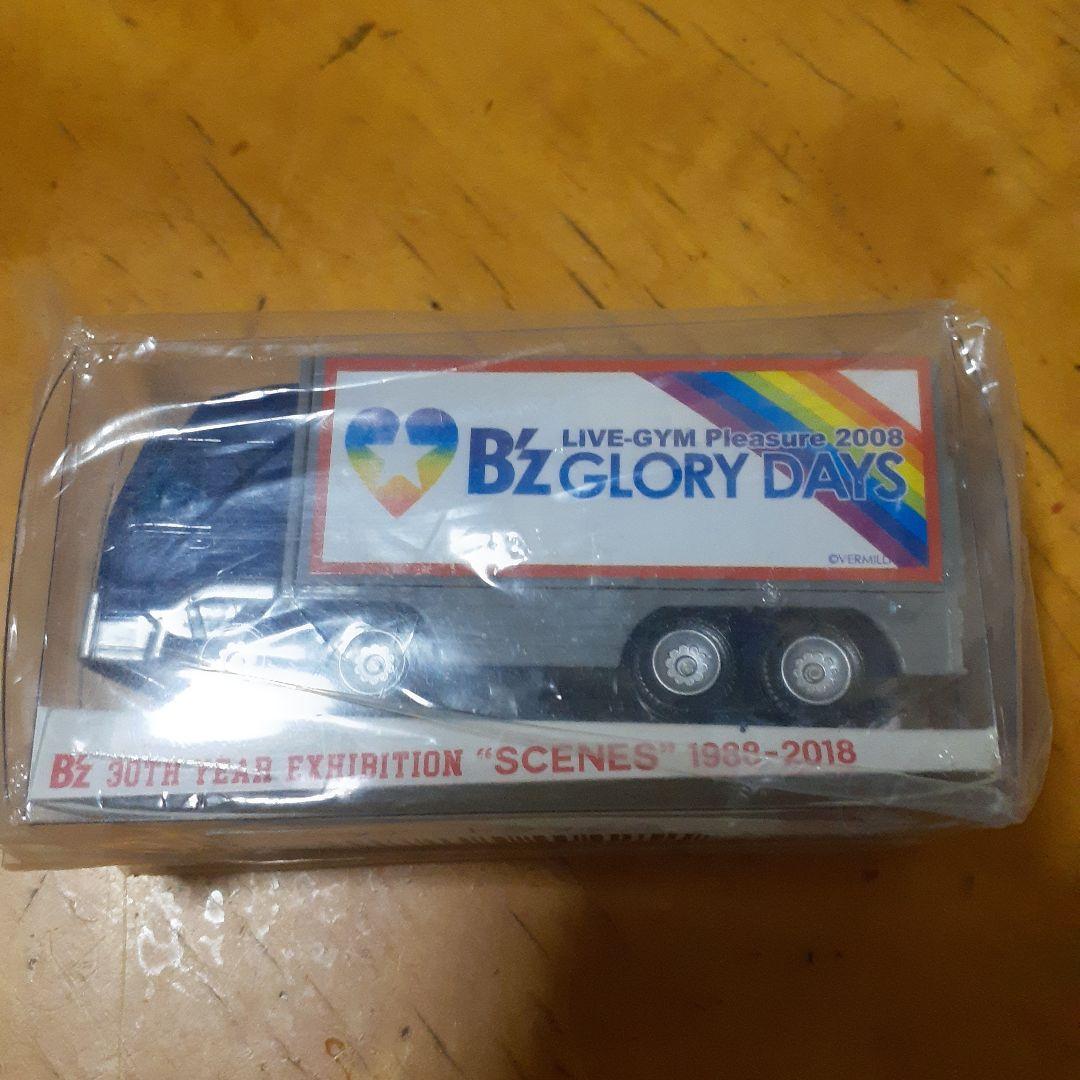 B'z LIVE-GYM Pleasure 2008
GLORY DAYS
B'z 30TH YEAR EXHIBITION "SCENES" 1988-2018